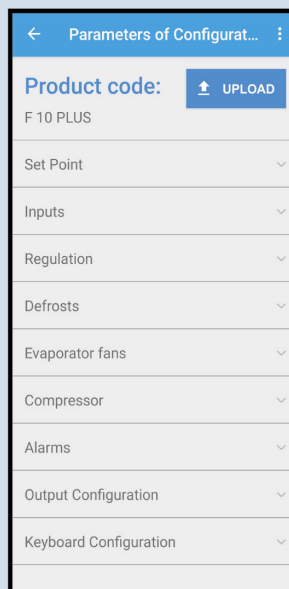 Parameters of Configurat...
Product code:
UPLOAD
F 10 PLUS
Set Point
Inputs
Regulation
Defrosts
Evaporator fans
Compressor
Alarms
Output Configuration
Keyboard Configuration